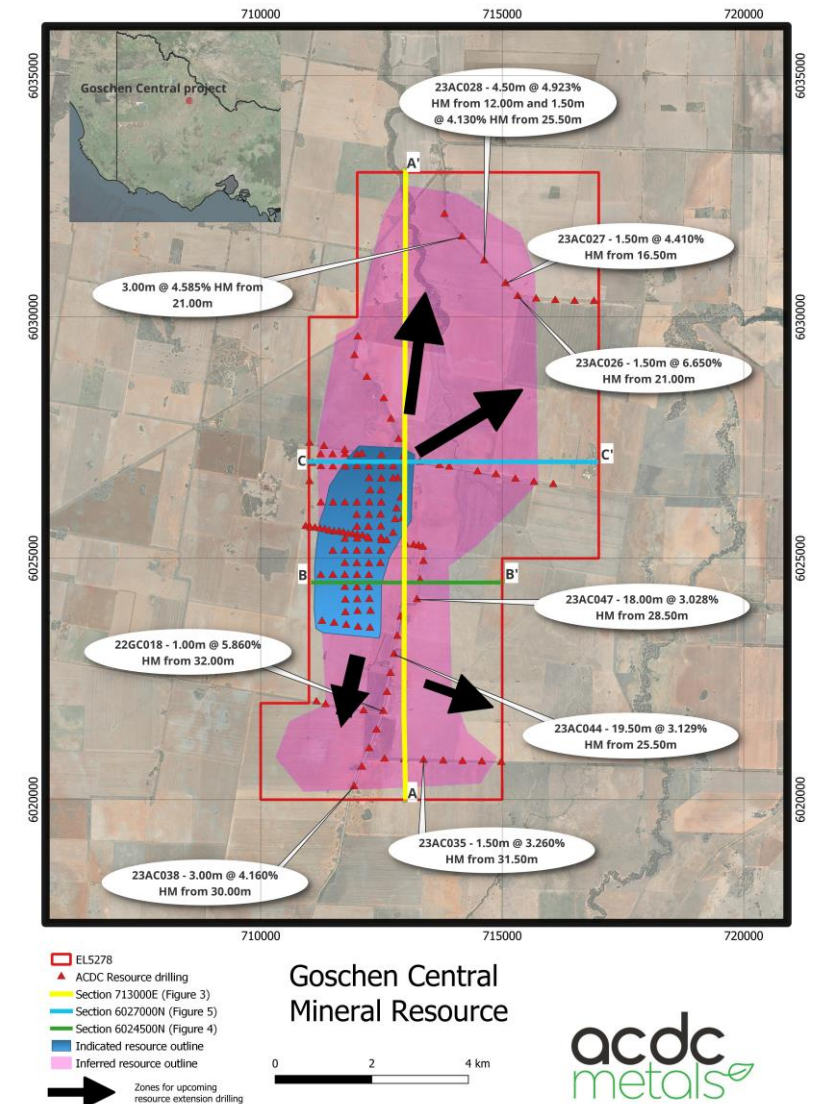 710000
715000
720000
6035000
6035000
Goschen Central project
23AC028 - 4.50m @ 4.923%
HM from 12.00m and 1.50m
@ 4.130% HM from 25.50m
A'
23AC027 - 1.50m @ 4.410%
HM from 16.50m
3.00m @ 4.585% HM from
21.00m
6030000
6030000
23AC026 - 1.50m @ 6.650%
HM from 21.00m
C
C'
6025000
6025000
B
B'
23AC047 - 18.00m @ 3.028%
HM from 28.50m
22GC018 - 1.00m @ 5.860%
HM from 32.00m
23AC044 - 19.50m @ 3.129%
HM from 25.50m
6020000
6020000
A
23AC035 - 1.50m @ 3.260%
HM from 31.50m
23AC038 - 3.00m @ 4.160%
HM from 30.00m
710000
715000
720000
EL5278
ACDC Resource drilling
Section 713000E (Figure 3)
Section 6027000N (Figure 5)
Section 6024500N (Figure 4)
Indicated resource outline
Inferred resource outline
Zones for upcoming
resource extension drilling
Goschen Central
Mineral Resource
0
2
4 km
acdc
metals